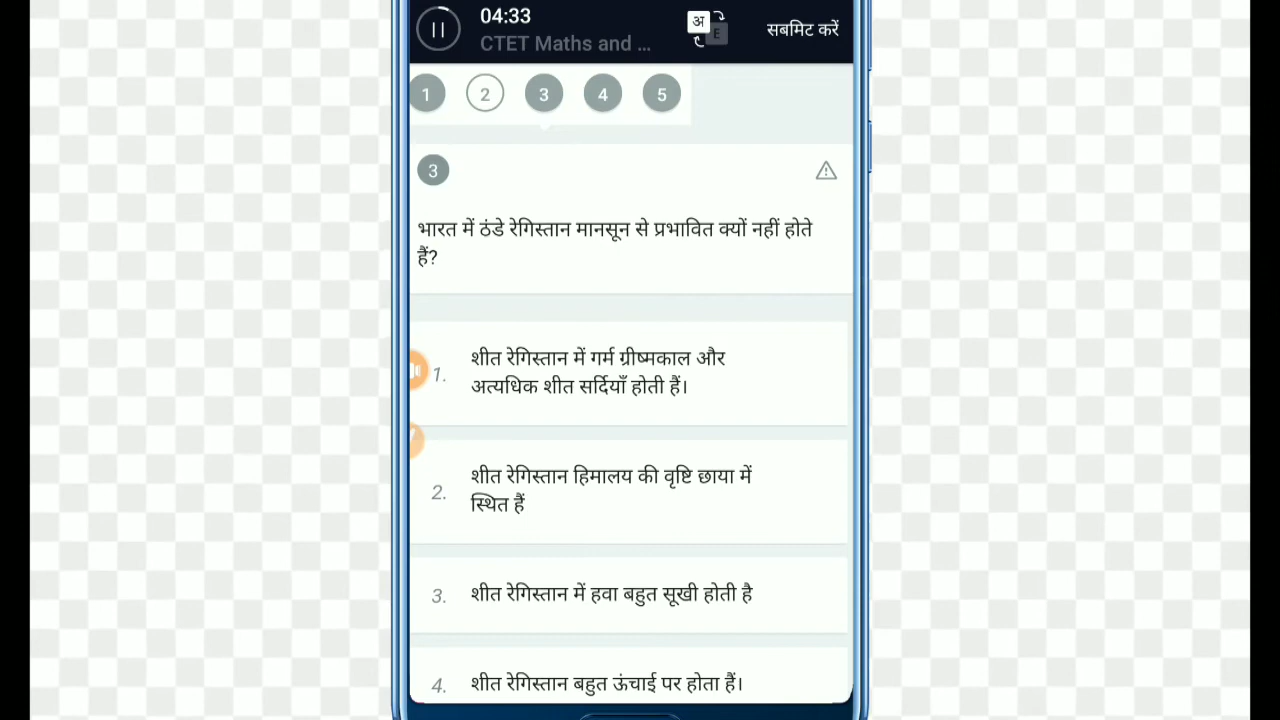 04:33
CTET Maths and ...
अ
E
सबमिट करें
1
2
3
4
5
3
भारत में ठंडे रेगिस्तान मानसून से प्रभावित क्यों नहीं होते
हैं?
1. शीत रेगिस्तान में गर्म ग्रीष्मकाल और
अत्यधिक शीत सर्दियाँ होती हैं।
2. शीत रेगिस्तान हिमालय की वृष्टि छाया में
स्थित हैं
3. शीत रेगिस्तान में हवा बहुत सूखी होती है
4. शीत रेगिस्तान बहुत ऊंचाई पर होता हैं।